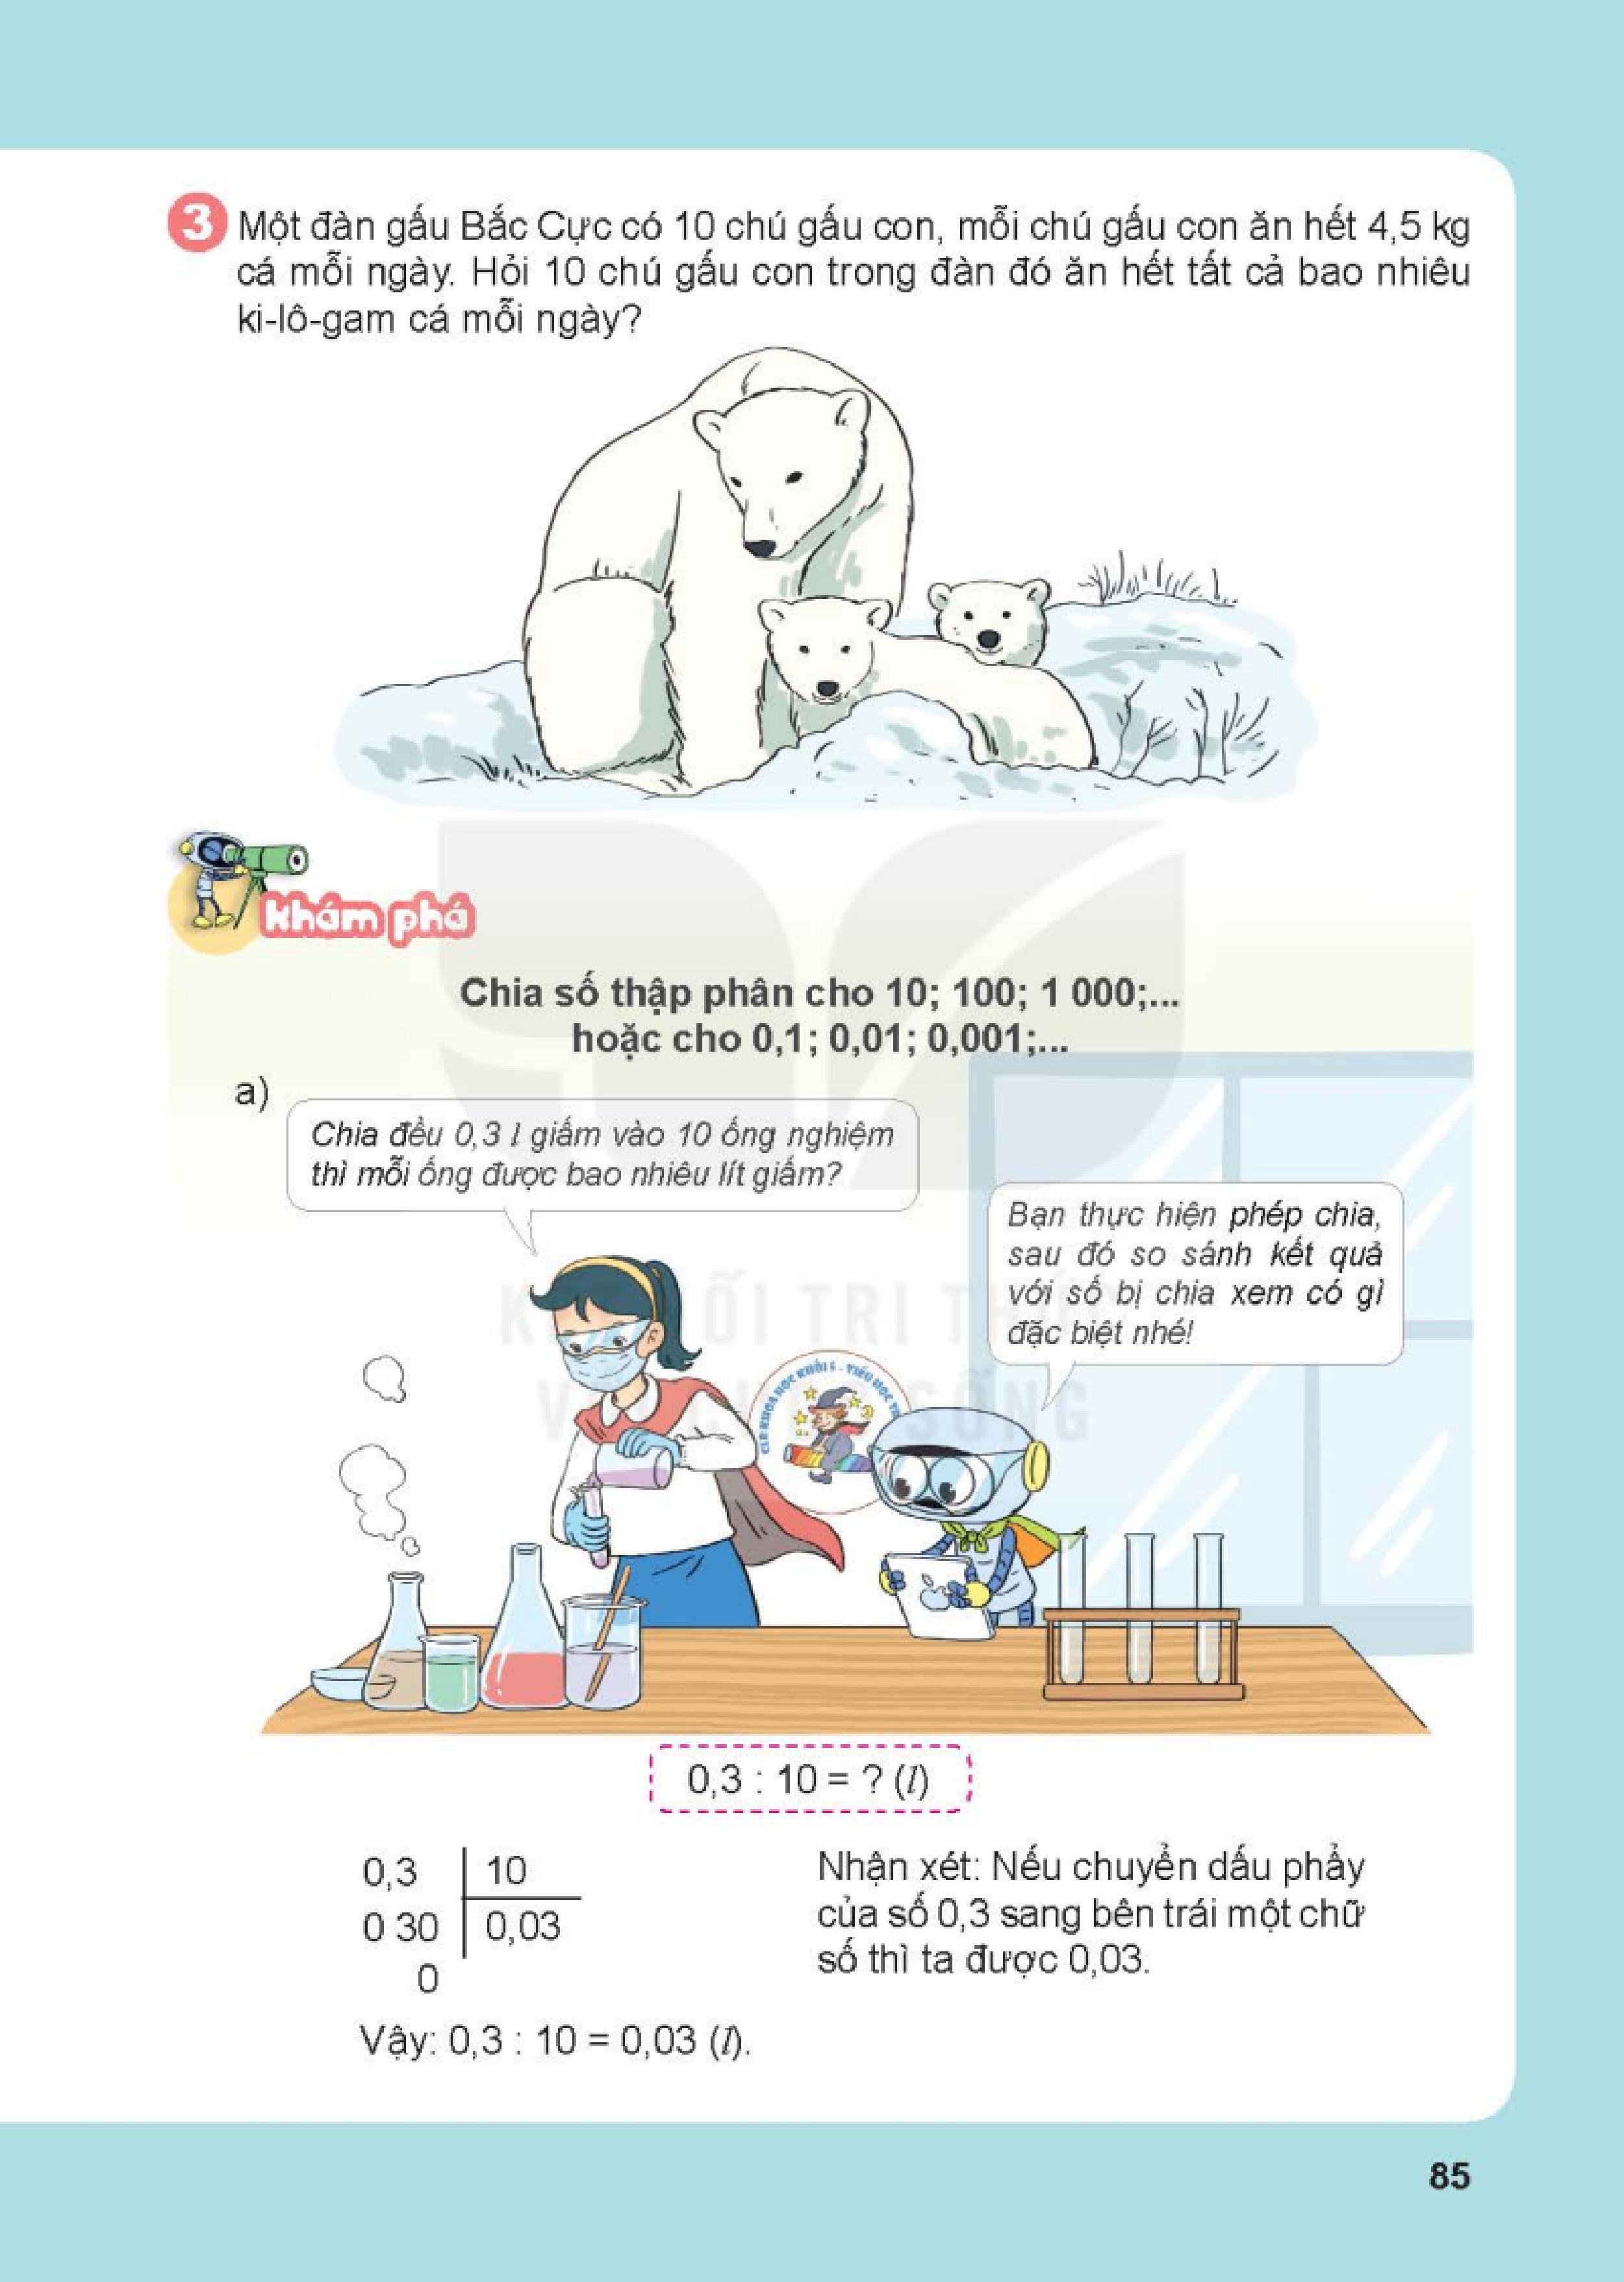 3 Một đàn gấu Bắc Cực có 10 chú gấu con, mỗi chú gấu con ăn hết 4,5 kg
cá mỗi ngày. Hỏi 10 chú gấu con trong đàn đó ăn hết tất cả bao nhiêu
ki-lô-gam cá mỗi ngày?
Khám phá
Chia số thập phân cho 10; 100; 1 000;...
hoặc cho 0,1; 0,01; 0,001;...
a)
Chia đều 0,3 l giấm vào 10 ống nghiệm
thì mỗi ống được bao nhiêu lít giấm?
Bạn thực hiện phép chia,
sau đó so sánh kết quả
với số bị chia xem có gì
đặc biệt nhé!
CLB KHOA HỌC KHỐI - TIỂU HỌC
0,3 : 10 = ? (l)
0,3 10
0 30 0,03
0
Nhận xét: Nếu chuyển dấu phẩy
của số 0,3 sang bên trái một chữ
số thì ta được 0,03.
Vậy: 0,3 : 10 = 0,03 (l).
85